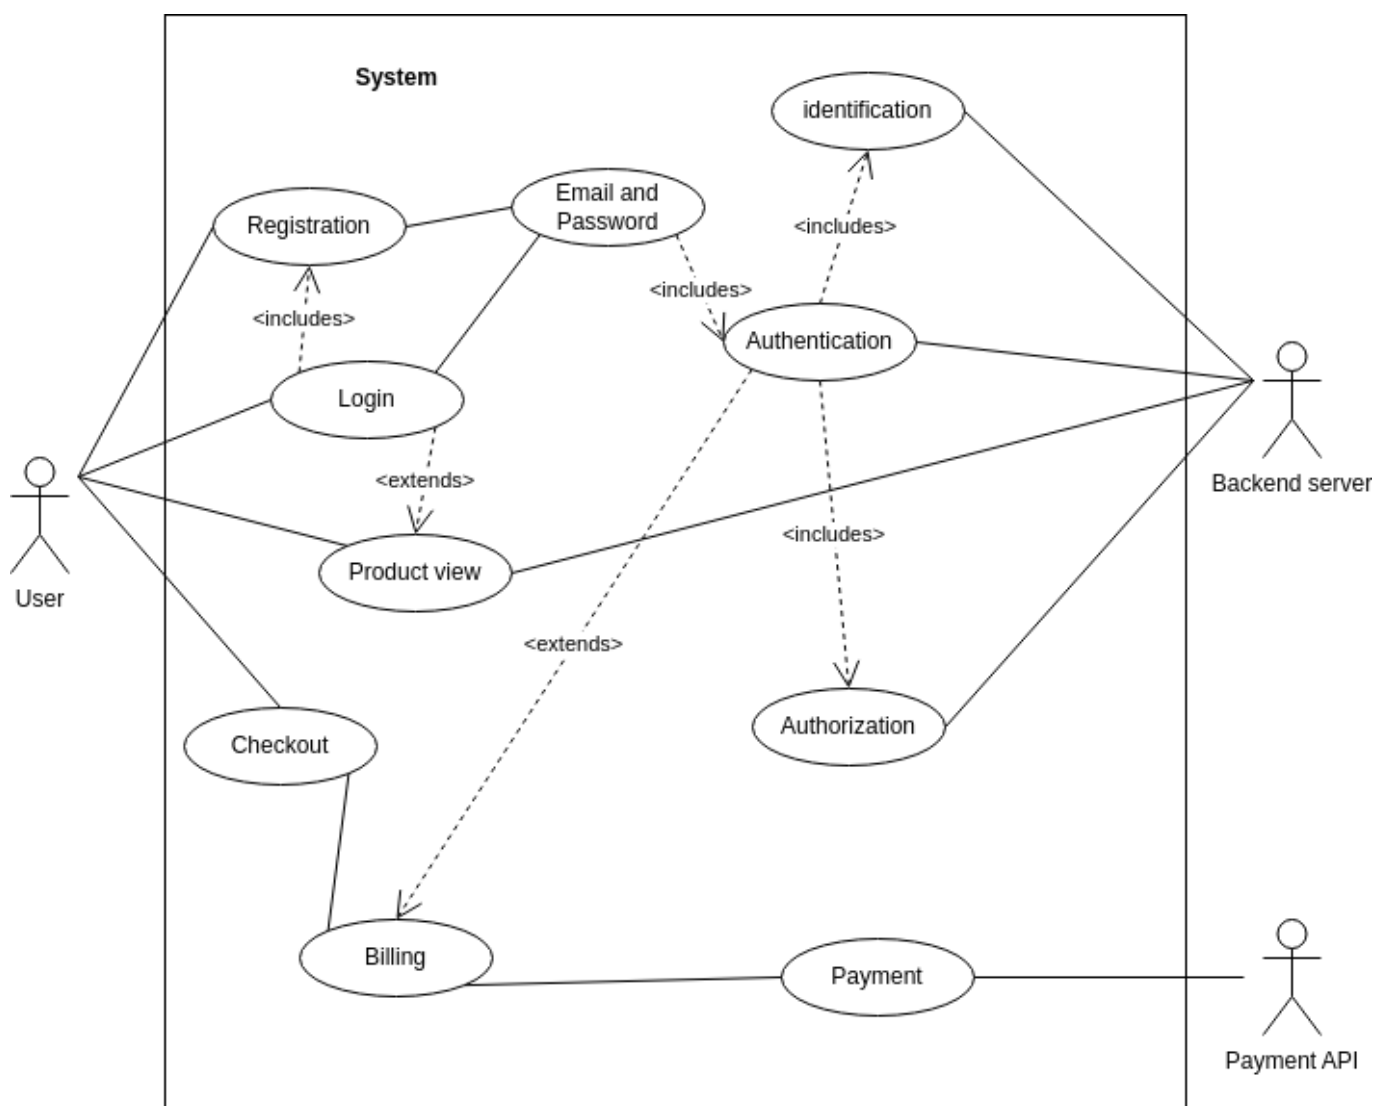 System
identification
Email and
Password
Registration
<includes>
<includes>
<includes>
Authentication
Login
<extends>
Backend server
<includes>
Product view
User
<extends>
Authorization
Checkout
Billing
Payment
Payment API